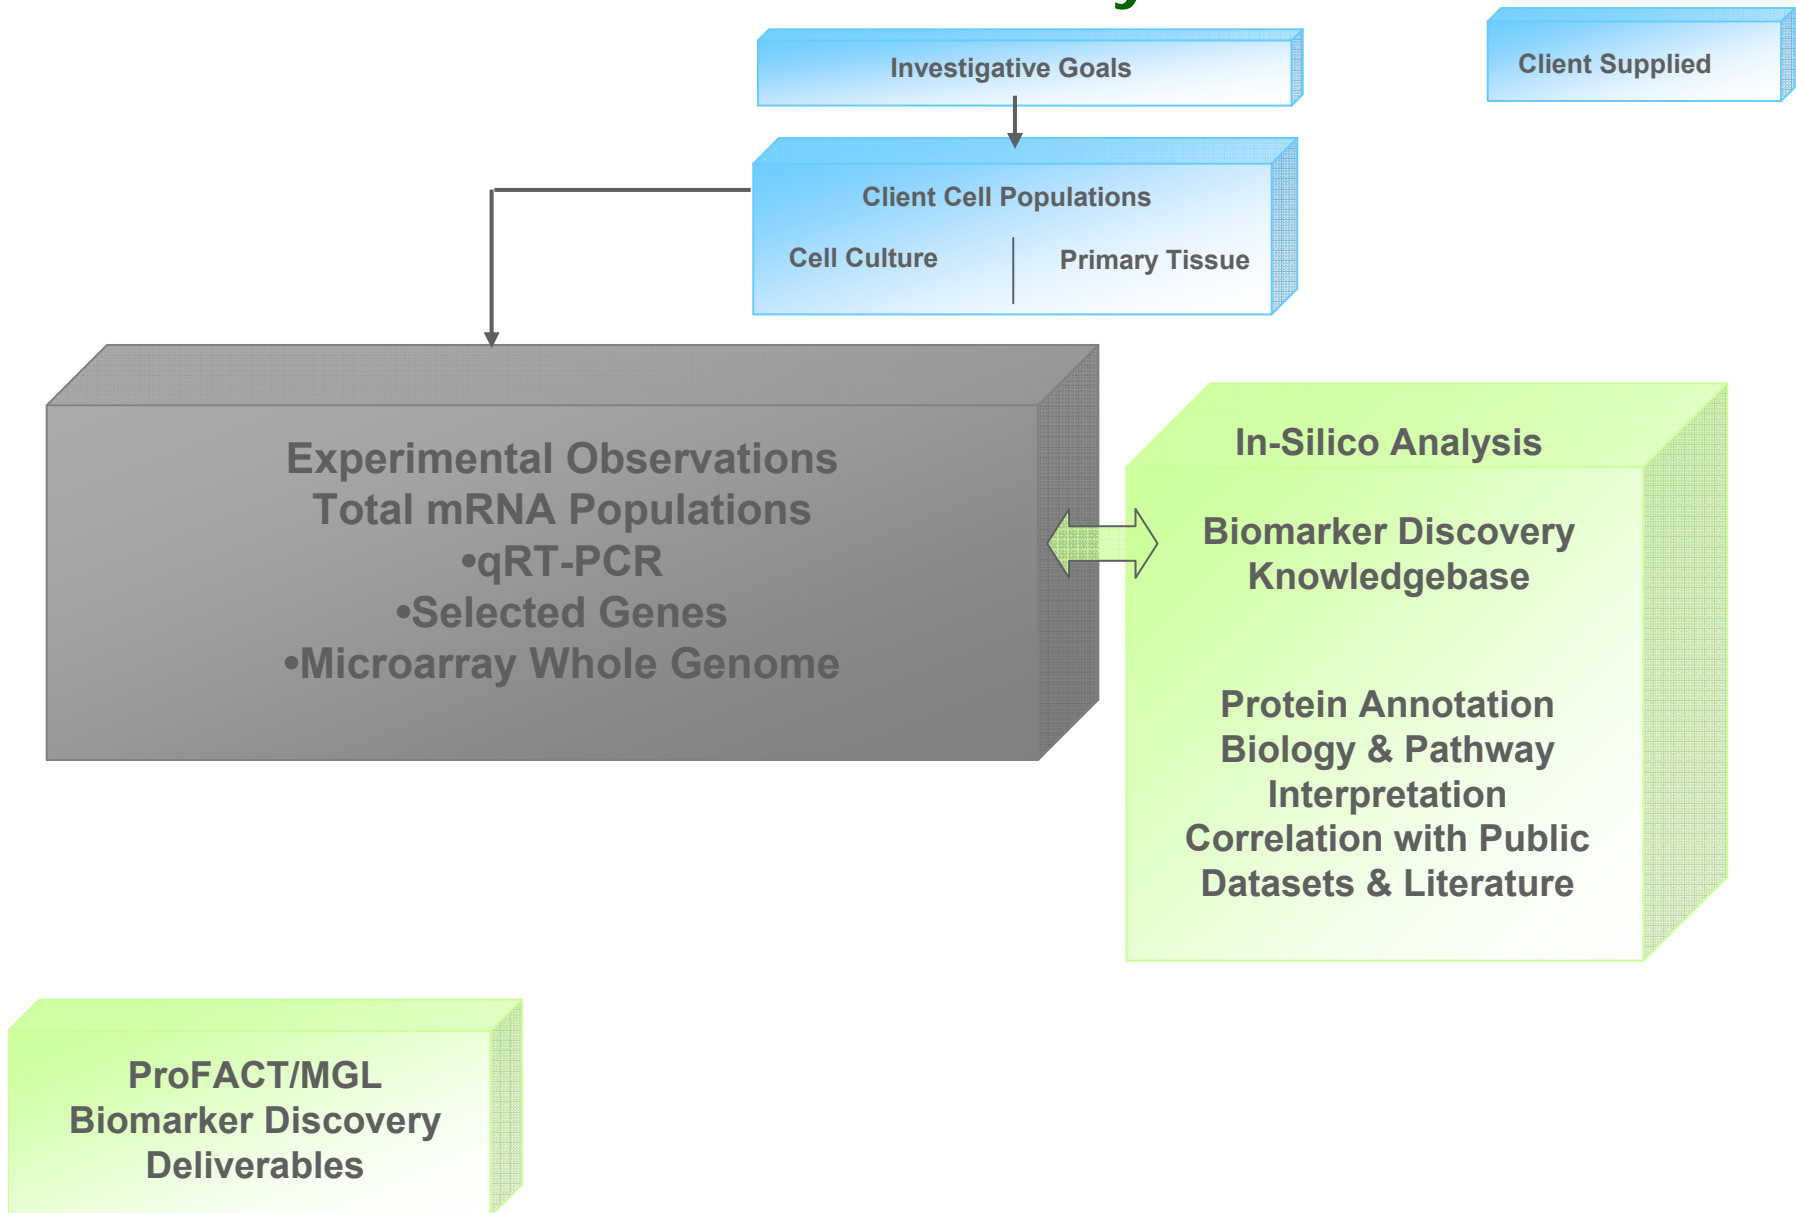 Investigative Goals
Client Supplied
Client Cell Populations
Cell Culture
Primary Tissue
Experimental Observations
Total mRNA Populations
•qRT-PCR
•Selected Genes
•Microarray Whole Genome
In-Silico Analysis
Biomarker Discovery
Knowledgebase
Protein Annotation
Biology & Pathway
Interpretation
Correlation with Public
Datasets & Literature
ProFACT/MGL
Biomarker Discovery
Deliverables